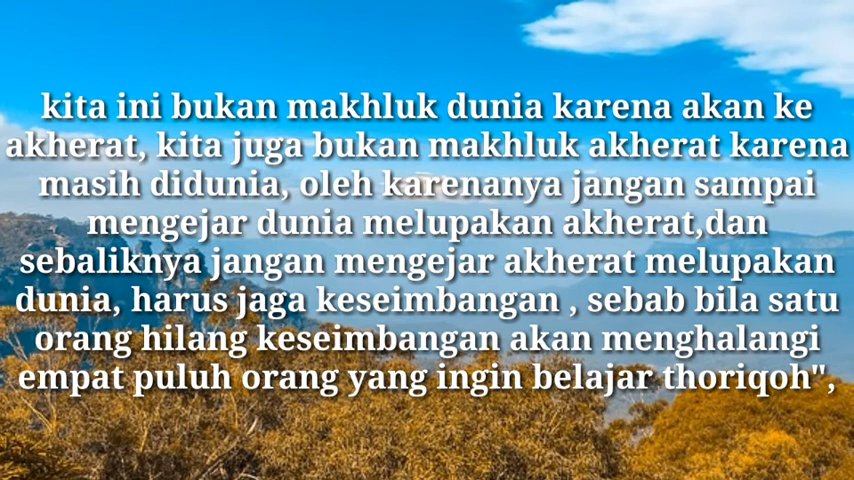 kita ini bukan makhluk dunia karena akan ke
akherat, kita juga bukan makhluk akherat karena
masih didunia, oleh karenanya jangan sampai
mengejar dunia melupakan akherat,dan
sebaliknya jangan mengejar akherat melupakan
dunia, harus jaga keseimbangan , sebab bila satu
orang hilang keseimbangan akan menghalangi
empat puluh orang yang ingin belajar thoriqoh",